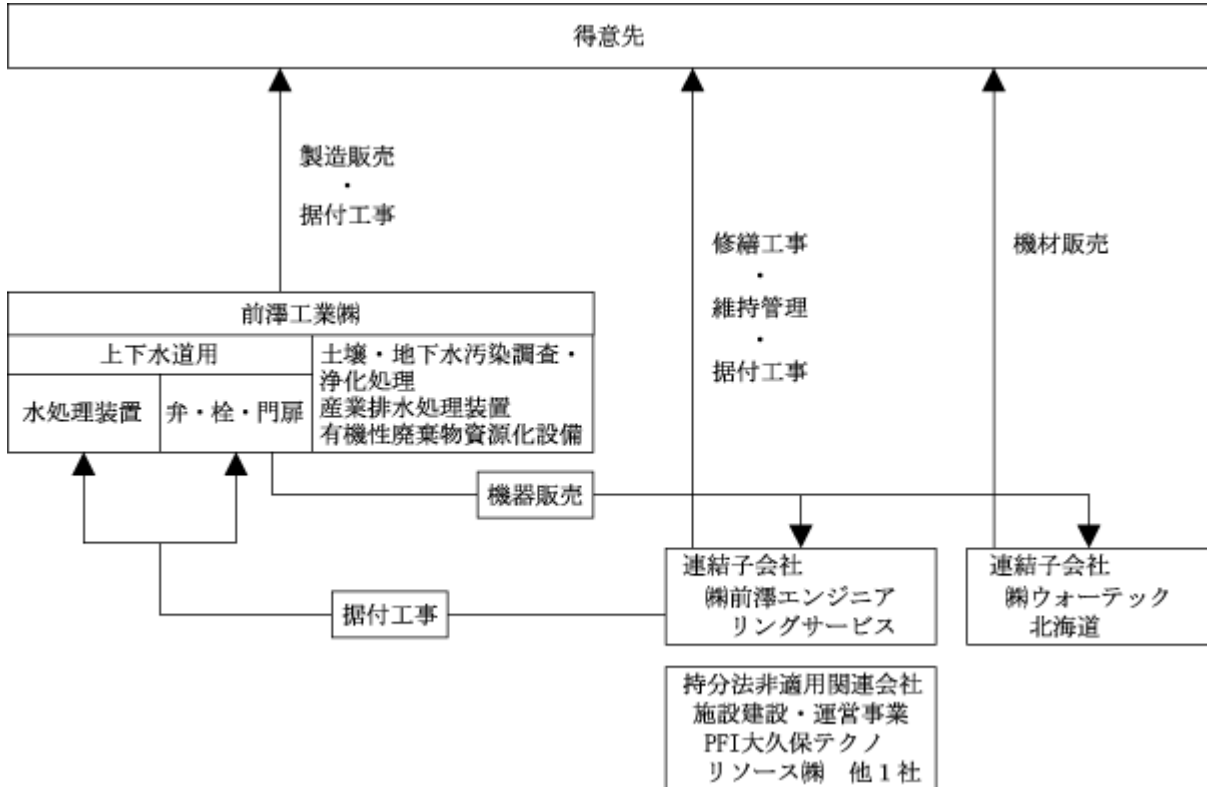 得意先
製造販売
・
据付工事
修繕工事
・
維持管理
・
据付工事
機材販売
前澤工業㈱
上下水道用
水処理装置
弁・栓・門扉
土壌・地下水汚染調査・
浄化処理
産業排水処理装置
有機性廃棄物資源化設備
機器販売
据付工事
連結子会社
㈱前澤エンジニア
リングサービス
連結子会社
㈱ウォーテック
北海道
持分法非適用関連会社
施設建設・運営事業
PFI大久保テクノ
リソース㈱　他１社